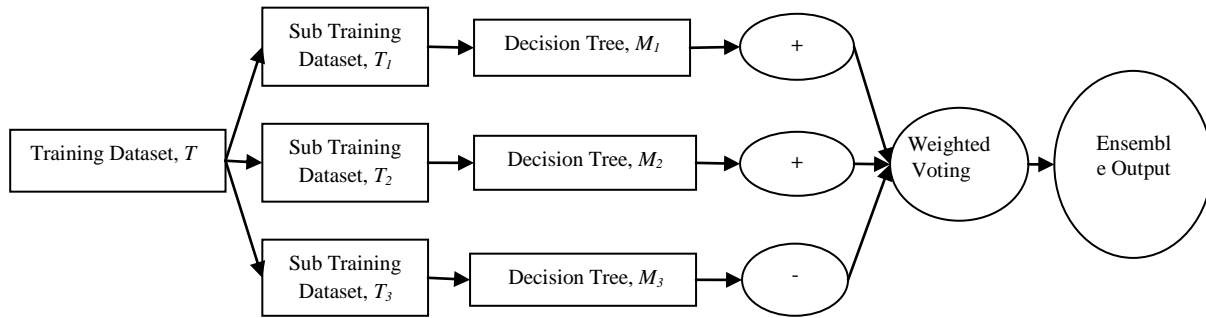 Training Dataset, T
Sub Training
Dataset, T1
Decision Tree, M1
+
Sub Training
Dataset, T2
Decision Tree, M2
+
Sub Training
Dataset, T3
Decision Tree, M3
-
Weighted
Voting
Ensembl
e Output